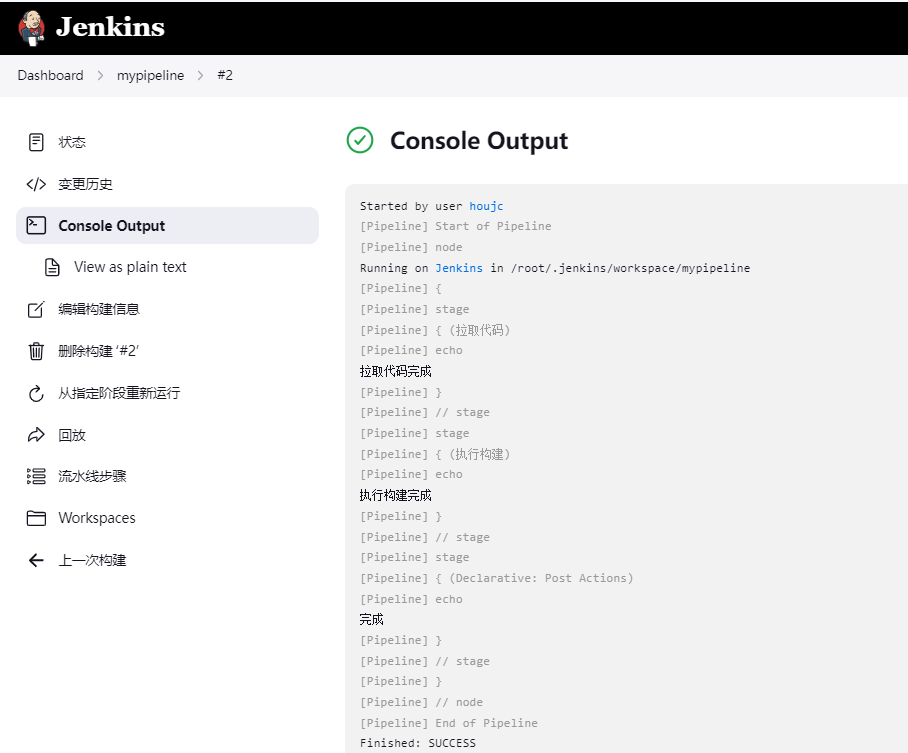 Jenkins
Dashboard > mypipeline > #2
状态
变更历史
Console Output
View as plain text
编辑构建信息
删除构建 ‘#2’
从指定阶段重新运行
回放
流水线步骤
Workspaces
上一次构建
Console Output
Started by user houjc
[Pipeline] Start of Pipeline
[Pipeline] node
Running on Jenkins in /root/.jenkins/workspace/mypipeline
[Pipeline] {
[Pipeline] stage
[Pipeline] { (拉取代码)
[Pipeline] echo
拉取代码完成
[Pipeline] }
[Pipeline] // stage
[Pipeline] stage
[Pipeline] { (执行构建)
[Pipeline] echo
执行构建完成
[Pipeline] }
[Pipeline] // stage
[Pipeline] stage
[Pipeline] { (Declarative: Post Actions)
[Pipeline] echo
完成
[Pipeline] }
[Pipeline] // stage
[Pipeline] }
[Pipeline] // node
[Pipeline] End of Pipeline
Finished: SUCCESS